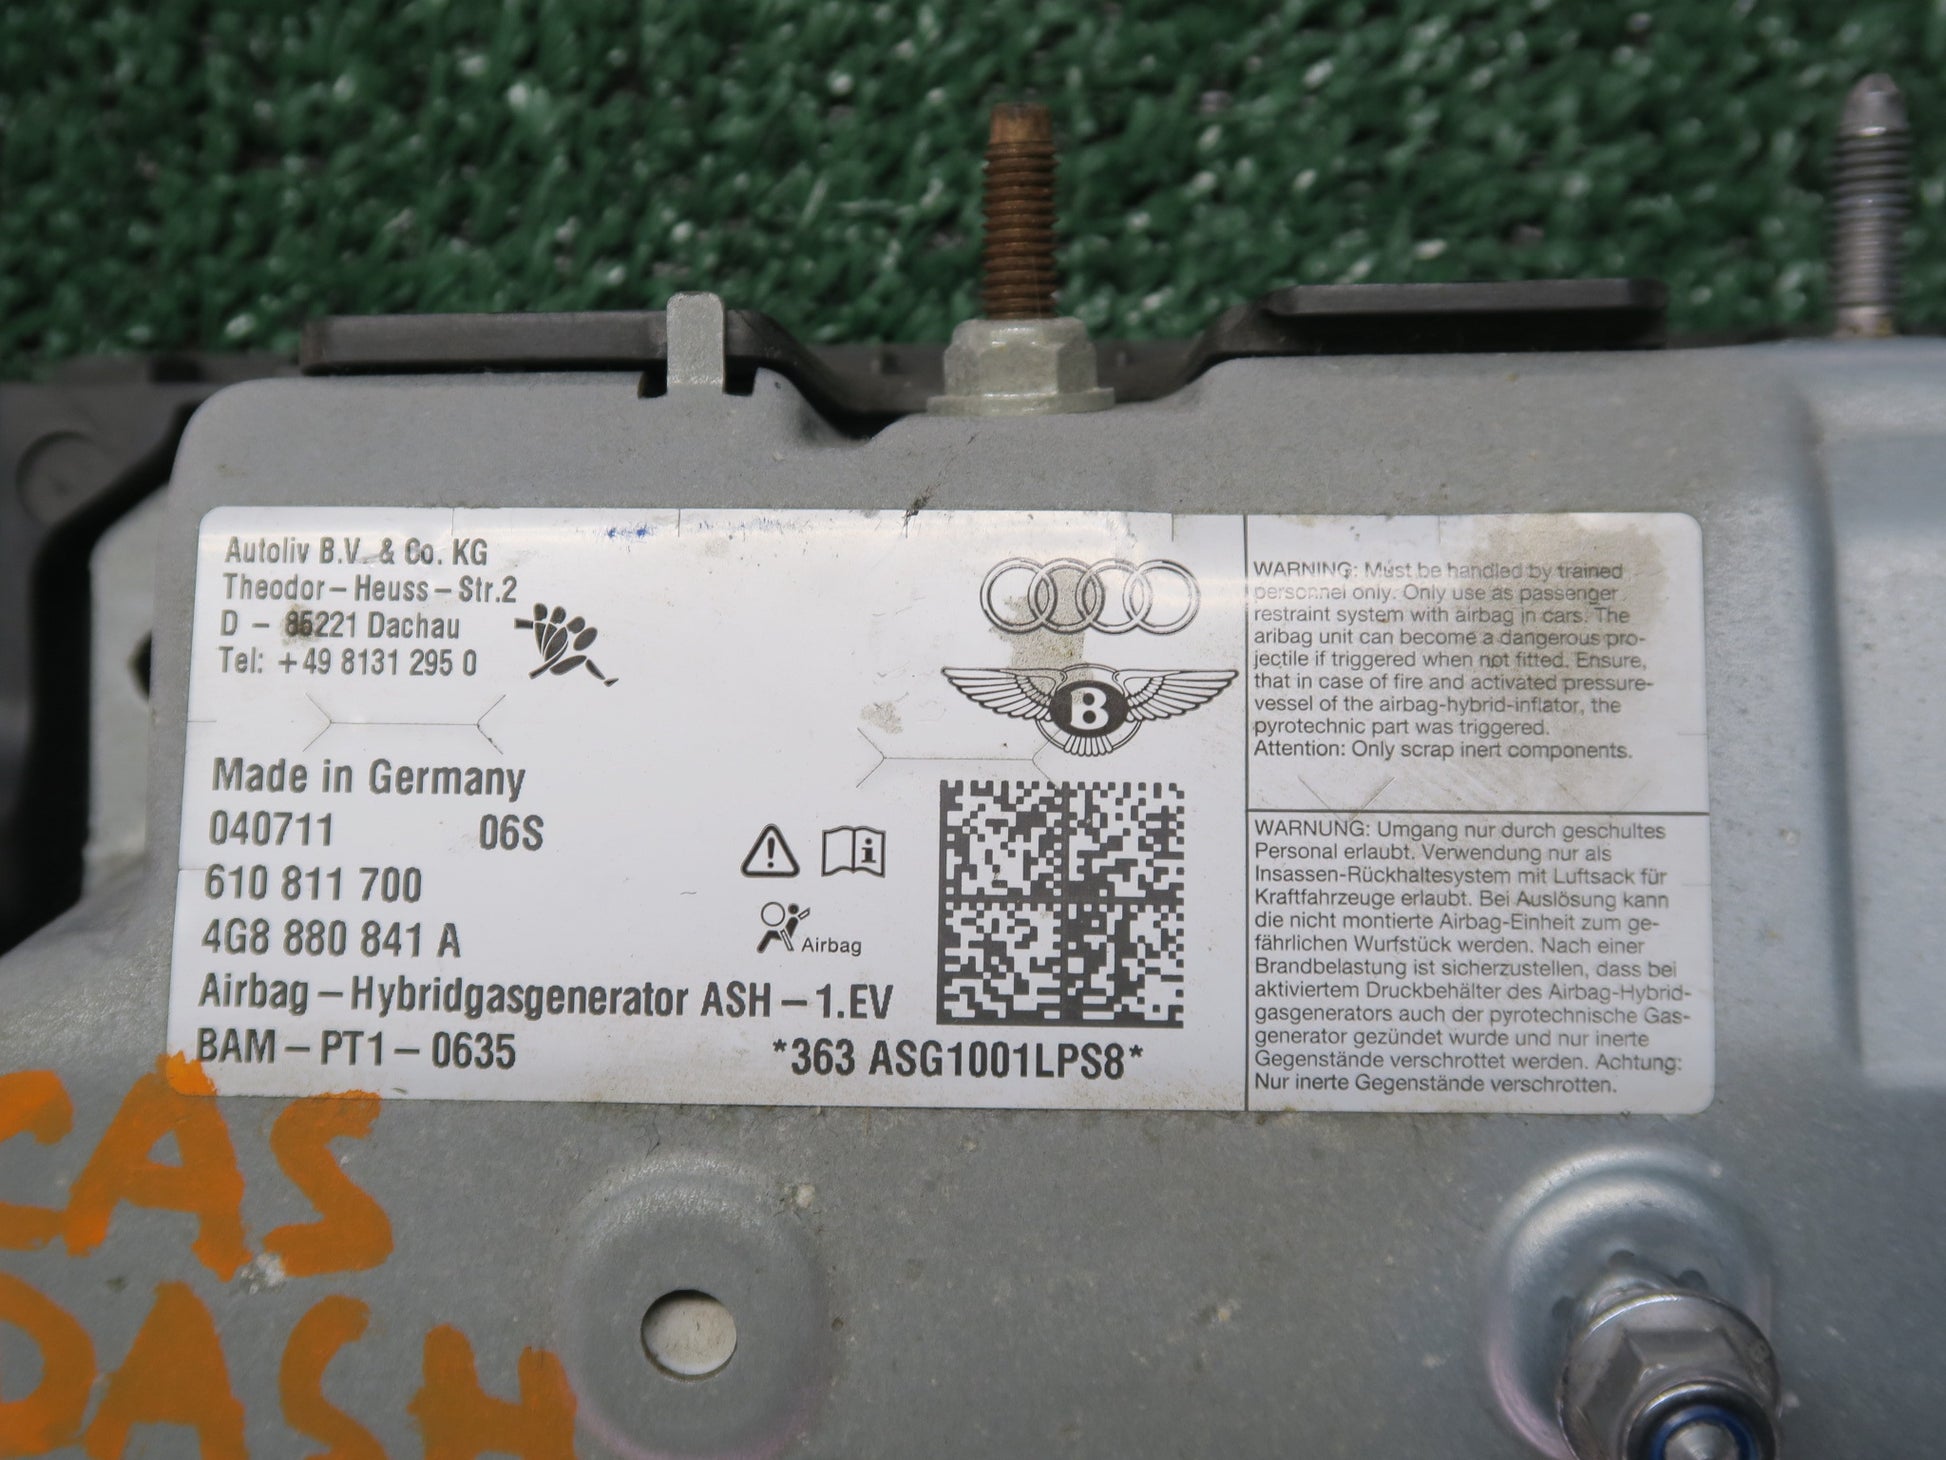 Autoliv B.V. & Co. KG
Theodor-Heuss-Str.2
D - 85221 Dachau
Tel: +49 8131 295 0
B
Made in Germany
040711 06S
610 811 700
4G8 880 841 A
Airbag
Airbag-Hybridgasgenerator ASH-1.EV
BAM-PT1-0635 *363 ASG1001LPS8*
WARNING: Must be handled by trained
personnel only. Only use as passenger
restraint system with airbag in cars. The
aribag unit can become a dangerous pro-
jectile if triggered when not fitted. Ensure,
that in case of fire and activated pressure-
vessel of the airbag-hybrid-inflator, the
pyrotechnic part was triggered.
Attention: Only scrap inert components.
WARNUNG: Umgang nur durch geschultes
Personal erlaubt. Verwendung nur als
Insassen-Rückhaltesystem mit Luftsack für
Kraftfahrzeuge erlaubt. Bei Auslösung kann
die nicht montierte Airbag-Einheit zum ge-
fährlichen Wurfstück werden. Nach einer
Brandbelastung ist sicherzustellen, dass bei
aktiviertem Druckbehälter des Airbag-Hybrid-
gasgenerators auch der pyrotechnische Gas-
generator gezündet wurde und nur inerte
Gegenstände verschrottet werden. Achtung:
Nur inerte Gegenstände verschrotten.
CAS
DASH